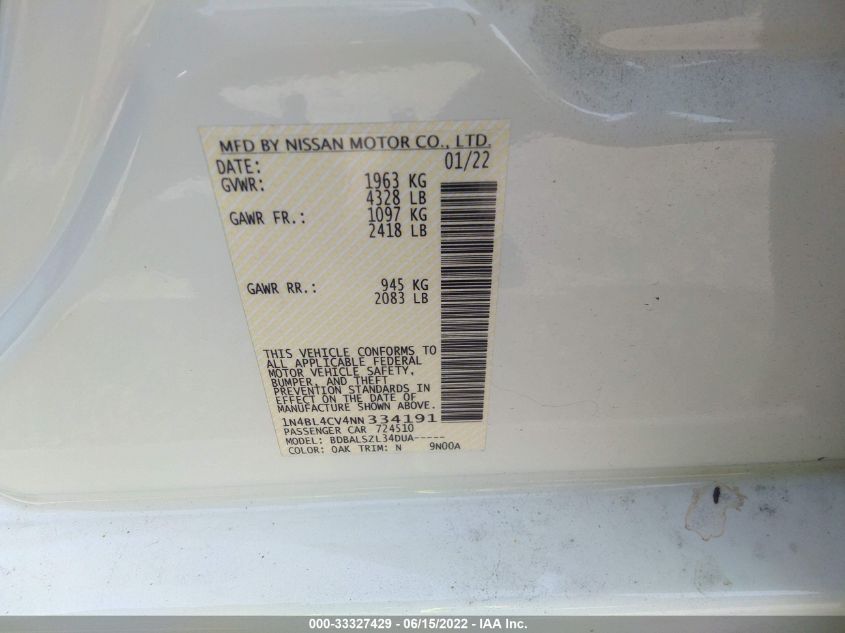 MFD BY NISSAN MOTOR CO., LTD.
DATE: 01/22
GVWR: 1963 KG
4328 LB
GAWR FR.: 1097 KG
2418 LB
GAWR RR.: 945 KG
2083 LB
THIS VEHICLE CONFORMS TO
ALL APPLICABLE FEDERAL
MOTOR VEHICLE SAFETY,
BUMPER, AND THEFT
PREVENTION STANDARDS IN
EFFECT ON THE DATE OF
MANUFACTURE SHOWN ABOVE.
1N4BL4CV4NN334191
PASSENGER CAR 724510
MODEL: BDBALSZL34DUA-----
COLOR: QAK TRIM: N 9N00A
000-33327429 - 06/15/2022 - IAA Inc.